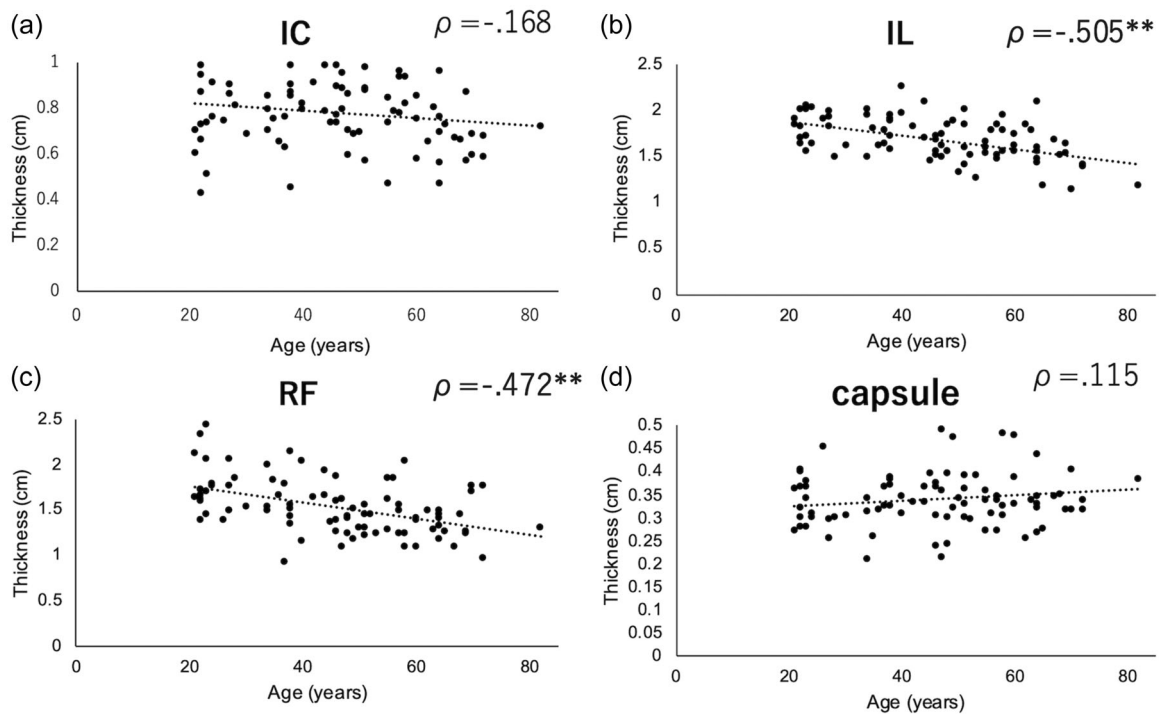 (a)
IC
ρ=-.168
1
0.8
0.6
0.4
0.2
0
Thickness (cm)
0 20 40 60 80
Age (years)
(b)
IL
ρ=-.505**
2.5
2
1.5
1
0.5
0
Thickness (cm)
0 20 40 60 80
Age (years)
(c)
RF
ρ=-.472**
2.5
2
1.5
1
0.5
0
Thickness (cm)
0 20 40 60 80
Age (years)
(d)
capsule
ρ=.115
0.5
0.45
0.4
0.35
0.3
0.25
0.2
0.15
0.1
0.05
0
Thickness (cm)
0 20 40 60 80
Age (years)